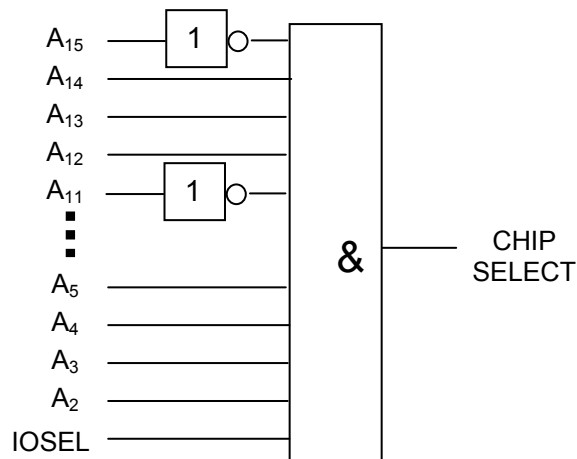 A₁₅ 1
A₁₄
A₁₃
A₁₂
A₁₁ 1
A₅
A₄
A₃
A₂
IOSEL
&
CHIP
SELECT